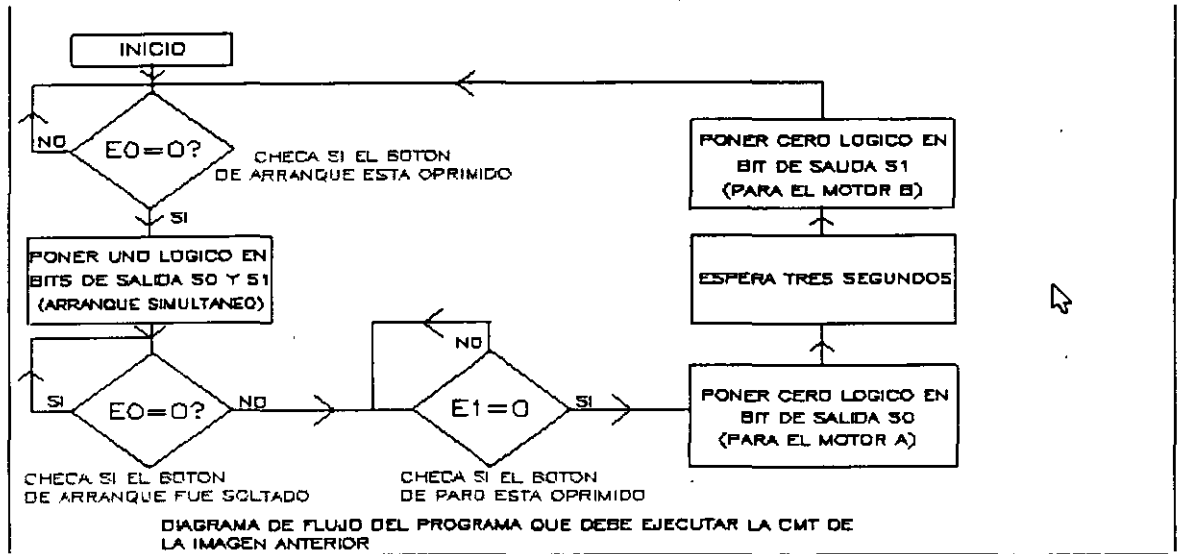 INICIO
E0=0?
NO
CHECA SI EL BOTON
DE ARRANQUE ESTA OPRIMIDO
SI
PONER UNO LOGICO EN
BITS DE SALIDA S0 Y S1
(ARRANQUE SIMULTANEO)
E0=0?
SI
NO
CHECA SI EL BOTON
DE ARRANQUE FUE SOLTADO
E1=0
NO
SI
CHECA SI EL BOTON
DE PARO ESTA OPRIMIDO
PONER CERO LOGICO EN
BIT DE SALIDA S0
(PARA EL MOTOR A)
ESPERA TRES SEGUNDOS
PONER CERO LOGICO EN
BIT DE SALIDA S1
(PARA EL MOTOR B)
DIAGRAMA DE FLUJO DEL PROGRAMA QUE DEBE EJECUTAR LA CMT DE
LA IMAGEN ANTERIOR